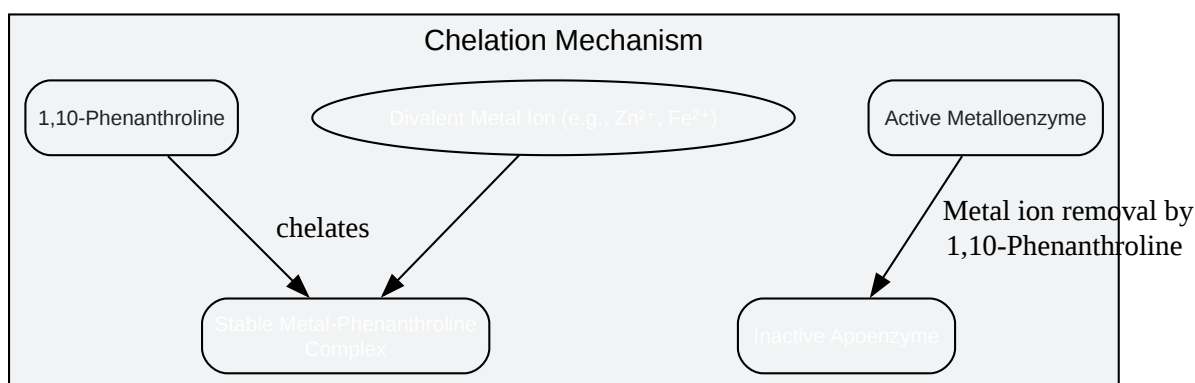 Chelation Mechanism
1,10-Phenanthroline
Divalent Metal Ion (e.g., Zn²⁺, Fe²⁺)
Active Metalloenzyme
chelates
Metal ion removal by
1,10-Phenanthroline
Stable Metal-Phenanthroline
Complex
Inactive Apoenzyme